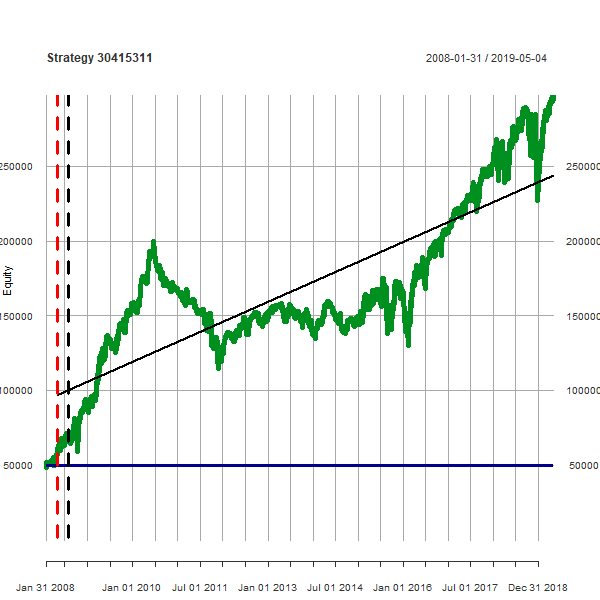 Strategy 30415311
2008-01-31 / 2019-05-04
Equity
250000 250000
200000 200000
150000 150000
100000 100000
50000 50000
Jan 31 2008 Jan 01 2010 Jul 01 2011 Jan 01 2013 Jul 01 2014 Jan 01 2016 Jul 01 2017 Dec 31 2018